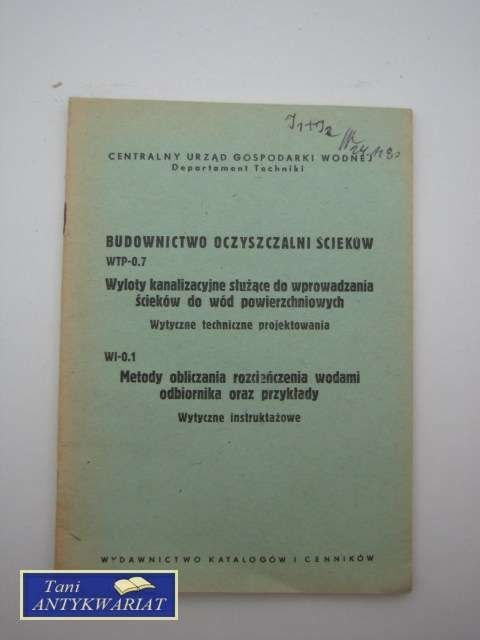 CENTRALNY URZĄD GOSPODARKI WODNEJ
Departament Techniki
BUDOWNICTWO OCZYSZCZALNI ŚCIEKÓW
WTP-0.7
Wyloty kanalizacyjne służące do wprowadzania
ścieków do wód powierzchniowych
Wytyczne techniczne projektowania
WI-0.1
Metody obliczania rozcieńczenia wodami
odbiornika oraz przykłady
Wytyczne instruktażowe
WYDAWNICTWO KATALOGÓW I CENNIKÓW
Tani
ANTYKWARIAT